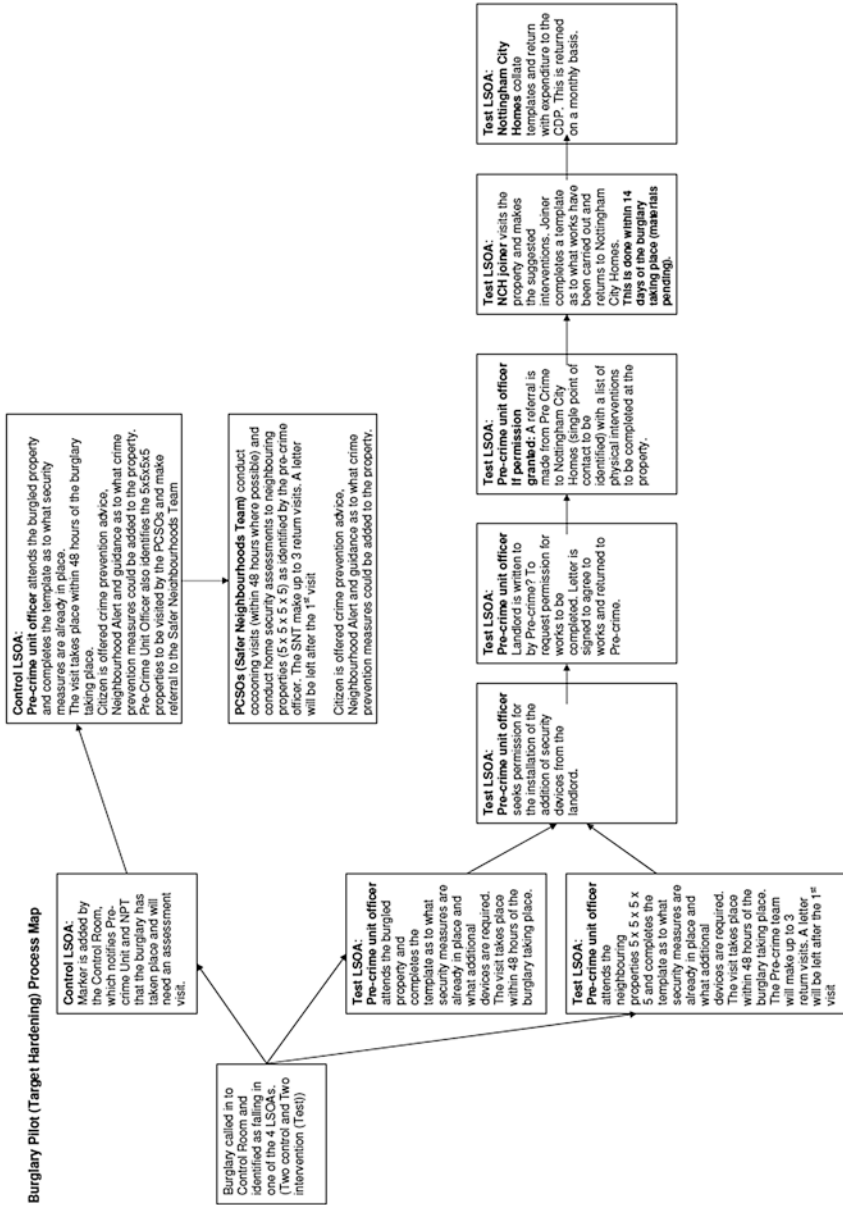 Burglary Pilot (Target Hardening) Process Map
Burglary called in to
Control Room and
identified as falling in
one of the 4 LSOAs.
(Two control and Two
intervention (Test))
Control LSOA:
Marker is added by
the Control Room,
which notifies Pre-
crime Unit and NPT
that the burglary has
taken place and will
need an assessment
visit.
Control LSOA:
Pre-crime unit officer attends the burgled property
and completes the template as to what security
measures are already in place.
The visit takes place within 48 hours of the burglary
taking place.
Citizen is offered crime prevention advice,
Neighbourhood Alert and guidance as to what crime
prevention measures could be added to the property.
Pre-Crime Unit Officer also identifies the 5x5x5x5
properties to be visited by the PCSOs and make
referral to the Safer Neighbourhoods Team
PCSOs (Safer Neighbourhoods Team) conduct
cocooning visits (within 48 hours where possible) and
conduct home security assessments to neighbouring
properties (5 x 5 x 5 x 5) as identified by the pre-crime
officer. The SNT make up to 3 return visits. A letter
will be left after the 1st visit
Citizen is offered crime prevention advice,
Neighbourhood Alert and guidance as to what crime
prevention measures could be added to the property.
Test LSOA:
Pre-crime unit officer
attends the burgled
property and
completes the
template as to what
security measures are
already in place and
what additional
devices are required.
The visit takes place
within 48 hours of the
burglary taking place.
Test LSOA:
Pre-crime unit officer
attends the
neighbouring
properties 5 x 5 x 5 x
5 and completes the
template as to what
security measures are
already in place and
what additional
devices are required.
The visit takes place
within 48 hours of the
burglary taking place.
The Pre-crime team
will make up to 3
return visits. A letter
will be left after the 1st
visit
Test LSOA:
Pre-crime unit officer
seeks permission for
the installation of the
addition of security
devices from the
landlord.
Test LSOA:
Pre-crime unit officer
Landlord is written to
by Pre-crime? To
request permission for
works to be
completed. Letter is
signed to agree to
works and returned to
Pre-crime.
Test LSOA:
Pre-crime unit officer
If permission
granted: A referral is
made from Pre Crime
to Nottingham City
Homes (single point of
contact to be
identified) with a list of
physical interventions
to be completed at the
property.
Test LSOA:
NCH joiner visits the
property and makes
the suggested
interventions. Joiner
completes a template
as to what works have
been carried out and
returns to Nottingham
City Homes.
This is done within 14
days of the burglary
taking place (materials
pending).
Test LSOA:
Nottingham City
Homes collate
templates and return
with expenditure to the
CDP. This is returned
on a monthly basis.